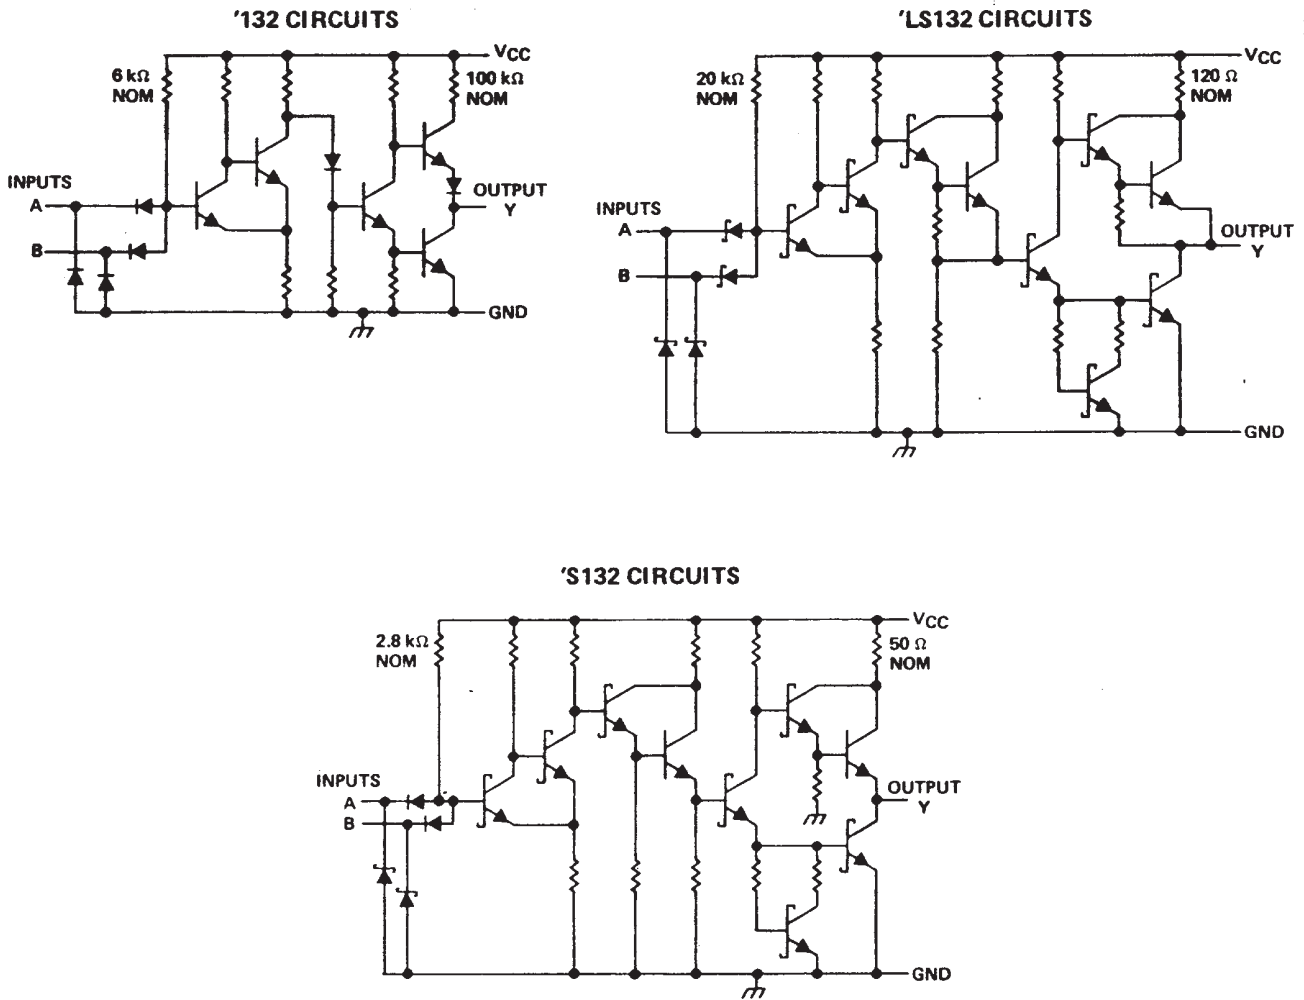 '132 CIRCUITS
VCC
6 kΩ
NOM
100 kΩ
NOM
INPUTS
A
B
OUTPUT
Y
GND
'LS132 CIRCUITS
VCC
20 kΩ
NOM
120 Ω
NOM
INPUTS
A
B
OUTPUT
Y
GND
'S132 CIRCUITS
VCC
2.8 kΩ
NOM
50 Ω
NOM
INPUTS
A
B
OUTPUT
Y
GND